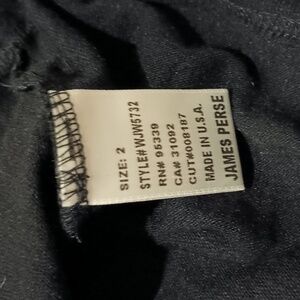 SIZE: 2
STYLE# WJW5732
RN# 95339
CA# 31092
CUT#008187
MADE IN U.S.A.
JAMES PERSE